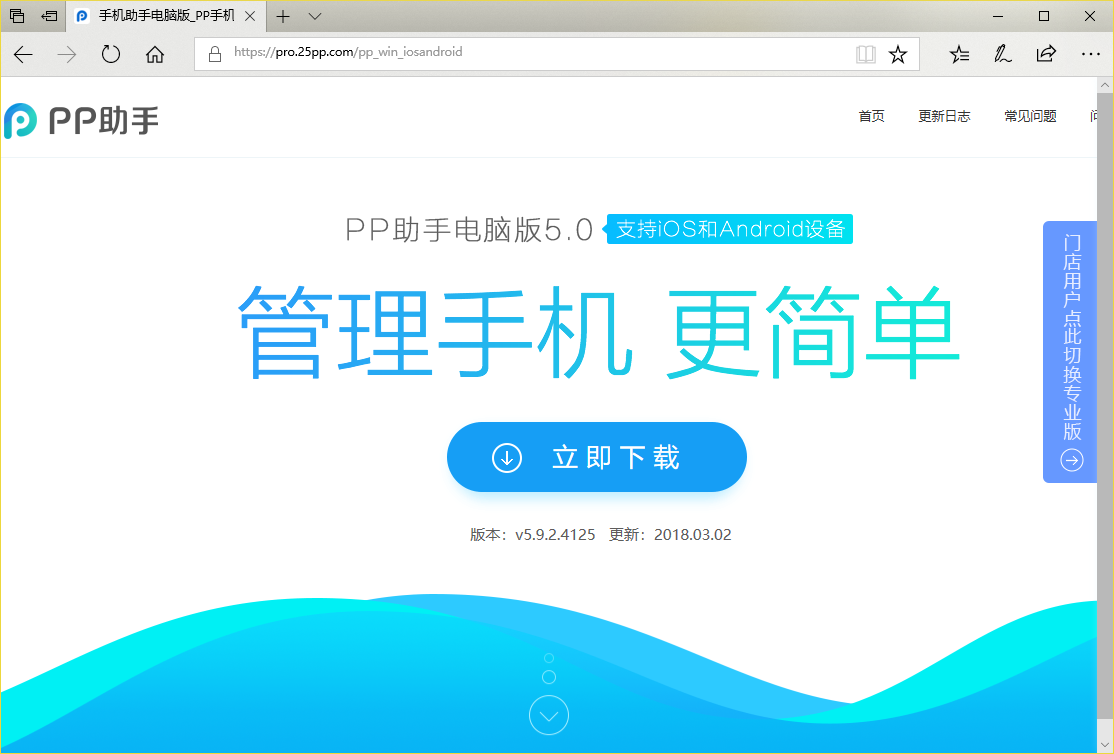 手机助手电脑版_PP手机
https://pro.25pp.com/pp_win_iosandroid
PP助手
首页 更新日志 常见问题
PP助手电脑版5.0 支持iOS和Android设备
管理手机 更简单
门店用户点此切换专业版
立即下载
版本：v5.9.2.4125 更新：2018.03.02